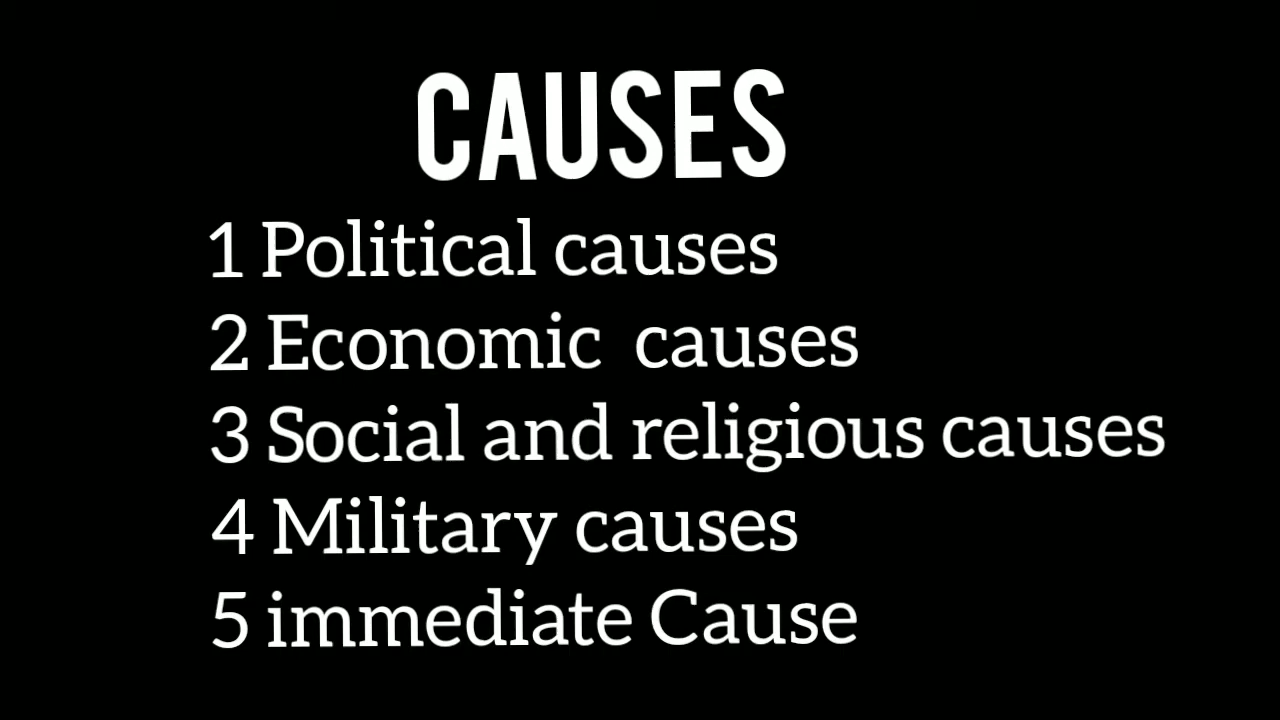 CAUSES
1 Political causes
2 Economic causes
3 Social and religious causes
4 Military causes
5 immediate Cause